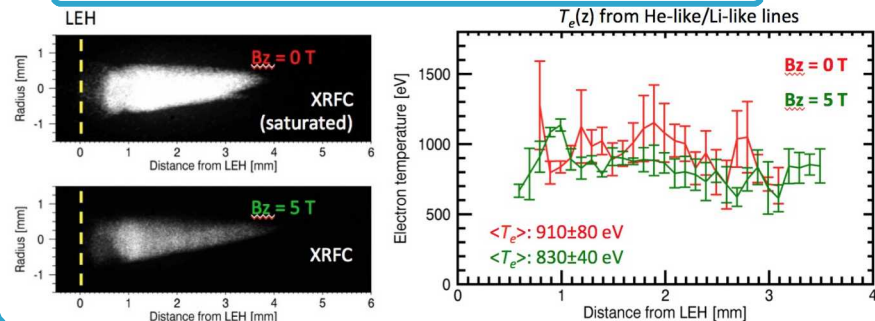 LEH
Radius [mm]
1
0
-1
Bz = 0 T
XRFC
(saturated)
0 1 2 3 4 5 6
Distance from LEH [mm]
Radius [mm]
1
0
-1
Bz = 5 T
XRFC
0 1 2 3 4 5 6
Distance from LEH [mm]
Te(z) from He-like/Li-like lines
Electron temperature [eV]
1500
1000
500
0
Bz = 0 T
Bz = 5 T
<Te>: 910±80 eV
<Te>: 830±40 eV
0 1 2 3 4
Distance from LEH [mm]